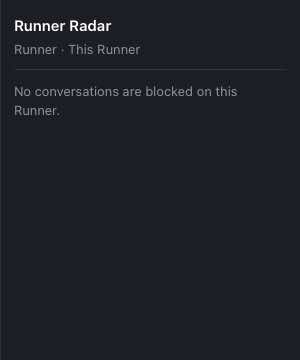 Runner Radar
Runner · This Runner
No conversations are blocked on this
Runner.